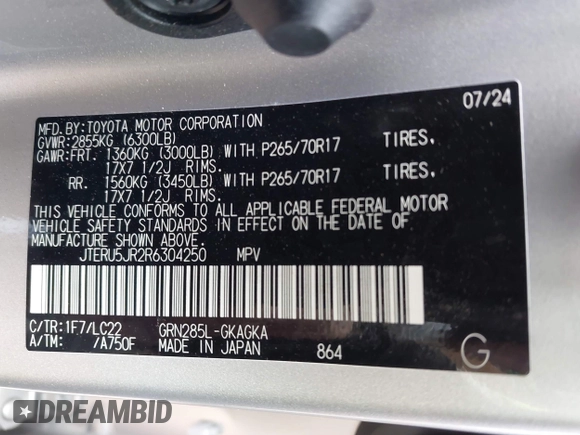 07/24
MFD.BY:TOYOTA MOTOR CORPORATION
GVWR:2855KG (6300LB)
GAWR:FRT. 1360KG (3000LB) WITH P265/70R17 TIRES.
17X7 1/2J RIMS.
RR. 1560KG (3450LB) WITH P265/70R17 TIRES.
17X7 1/2J RIMS.
THIS VEHICLE CONFORMS TO ALL APPLICABLE FEDERAL MOTOR
VEHICLE SAFETY STANDARDS IN EFFECT ON THE DATE OF
MANUFACTURE SHOWN ABOVE.
JTERU5JR2R6304250 MPV
C/TR:1F7/LC22 GRN285L-GKAGKA
A/TM: /A750F MADE IN JAPAN 864 G
DREAMBID